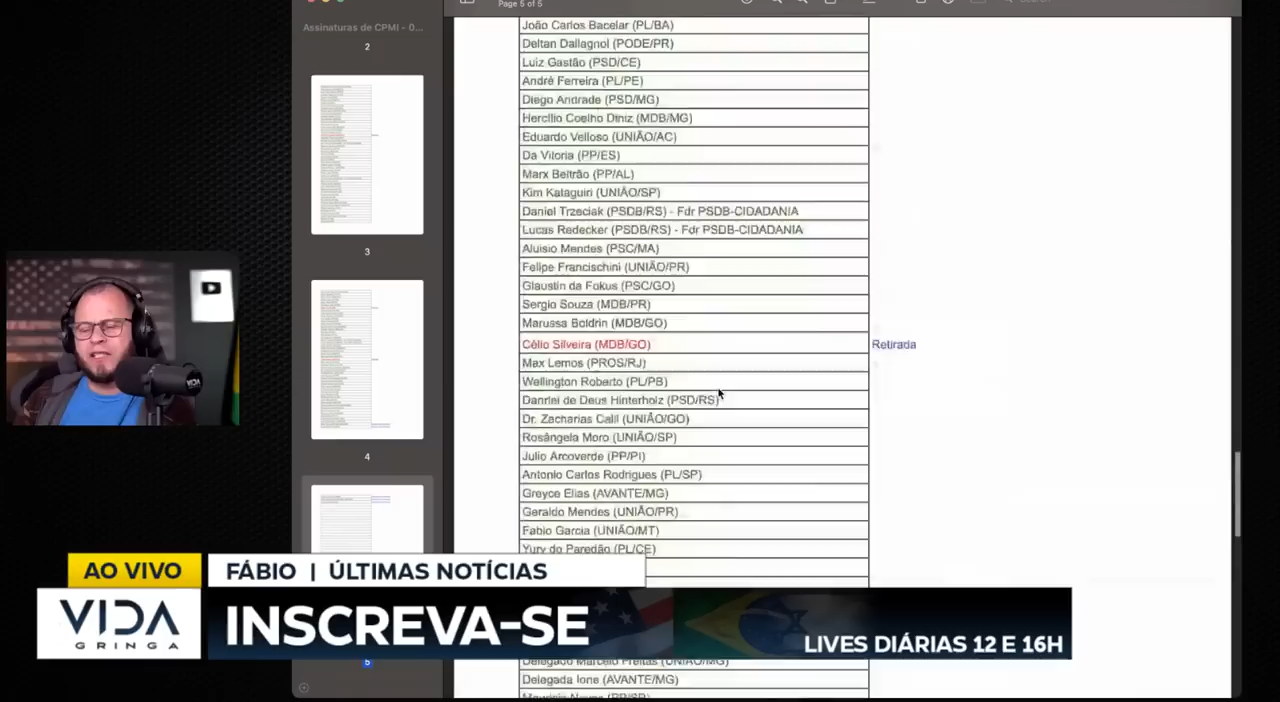 Page 5 of 5
Assinaturas de CPMI - 0...
2
3
4
5
João Carlos Bacelar (PL/BA)
Deltan Dallagnol (PODE/PR)
Luiz Gastão (PSD/CE)
André Ferreira (PL/PE)
Diego Andrade (PSD/MG)
Hercílio Coelho Diniz (MDB/MG)
Eduardo Velloso (UNIÃO/AC)
Da Vitoria (PP/ES)
Marx Beltrão (PP/AL)
Kim Kataguiri (UNIÃO/SP)
Daniel Trzeciak (PSDB/RS) - Fdr PSDB-CIDADANIA
Lucas Redecker (PSDB/RS) - Fdr PSDB-CIDADANIA
Aluisio Mendes (PSC/MA)
Felipe Francischini (UNIÃO/PR)
Glaustin da Fokus (PSC/GO)
Sergio Souza (MDB/PR)
Marussa Boldrin (MDB/GO)
Célio Silveira (MDB/GO) Retirada
Max Lemos (PROS/RJ)
Wellington Roberto (PL/PB)
Danrlei de Deus Hinterholz (PSD/RS)
Dr. Zacharias Calil (UNIÃO/GO)
Rosângela Moro (UNIÃO/SP)
Julio Arcoverde (PP/PI)
Antonio Carlos Rodrigues (PL/SP)
Greyce Elias (AVANTE/MG)
Geraldo Mendes (UNIÃO/PR)
Fabio Garcia (UNIÃO/MT)
Yury do Paredão (PL/CE)
AO VIVO
FÁBIO | ÚLTIMAS NOTÍCIAS
VIDA
GRINGA
INSCREVA-SE
LIVES DIÁRIAS 12 E 16H
Delegado Marcelo Freitas (UNIÃO/MG)
Delegada Ione (AVANTE/MG)